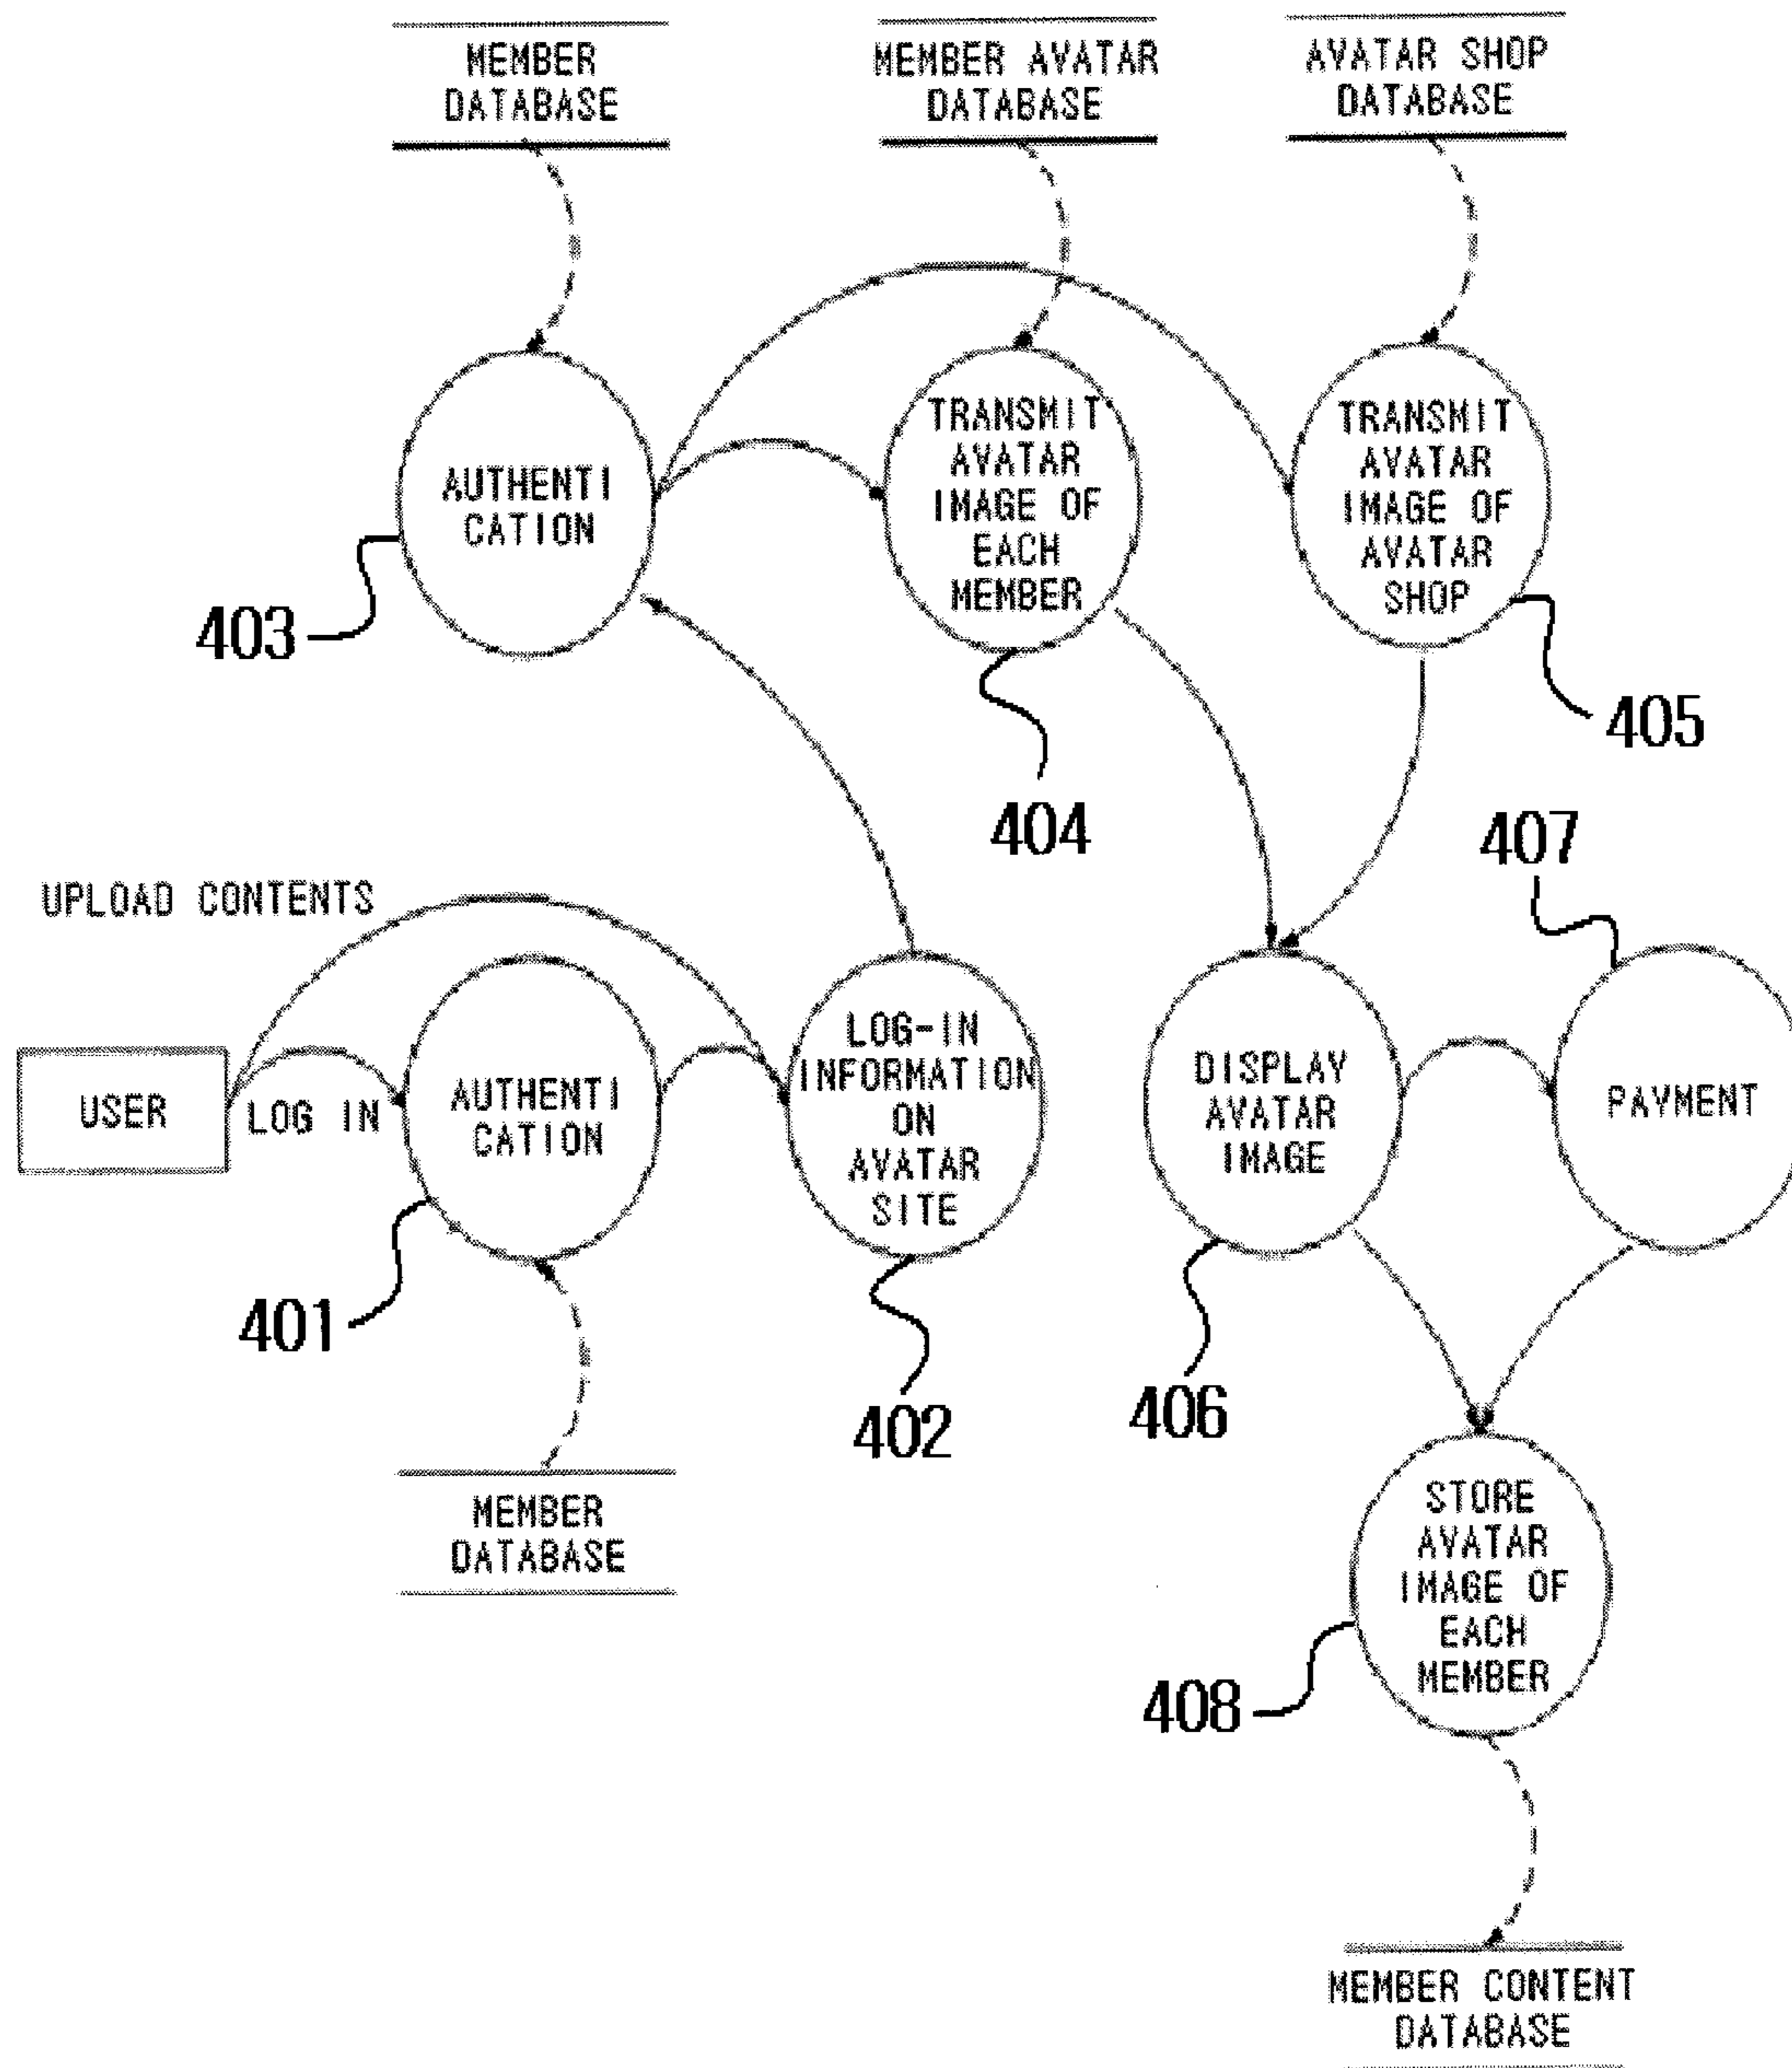 MEMBER
DATABASE
MEMBER AVATAR
DATABASE
AVATAR SHOP
DATABASE
AUTHENTI
CATION
TRANSMIT
AVATAR
IMAGE OF
EACH
MEMBER
TRANSMIT
AVATAR
IMAGE OF
AVATAR
SHOP
403
404
405
407
UPLOAD CONTENTS
USER
LOG IN
AUTHENTI
CATION
LOG-IN
INFORMATION
ON
AVATAR
SITE
DISPLAY
AVATAR
IMAGE
PAYMENT
401
402
406
MEMBER
DATABASE
STORE
AVATAR
IMAGE OF
EACH
MEMBER
408
MEMBER CONTENT
DATABASE